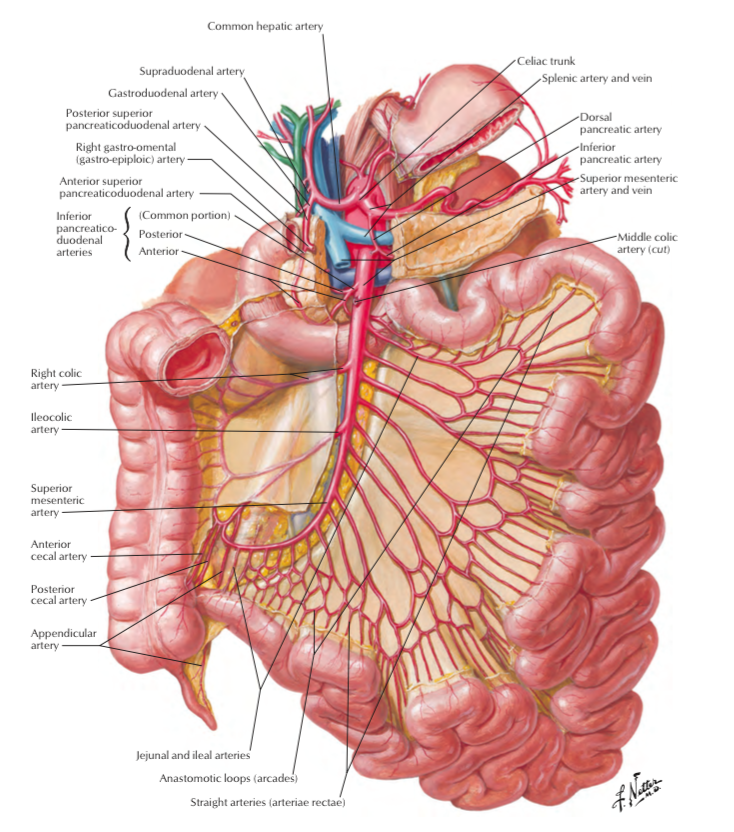 Common hepatic artery
Supraduodenal artery
Gastroduodenal artery
Posterior superior
pancreaticoduodenal artery
Right gastro-omental
(gastro-epiploic) artery
Anterior superior
pancreaticoduodenal artery
Inferior
pancreatico-
duodenal
arteries
(Common portion)
Posterior
Anterior
Celiac trunk
Splenic artery and vein
Dorsal
pancreatic artery
Inferior
pancreatic artery
Superior mesenteric
artery and vein
Middle colic
artery (cut)
Right colic
artery
Ileocolic
artery
Superior
mesenteric
artery
Anterior
cecal artery
Posterior
cecal artery
Appendicular
artery
Jejunal and ileal arteries
Anastomotic loops (arcades)
Straight arteries (arteriae rectae)
F. Netter
M.D.